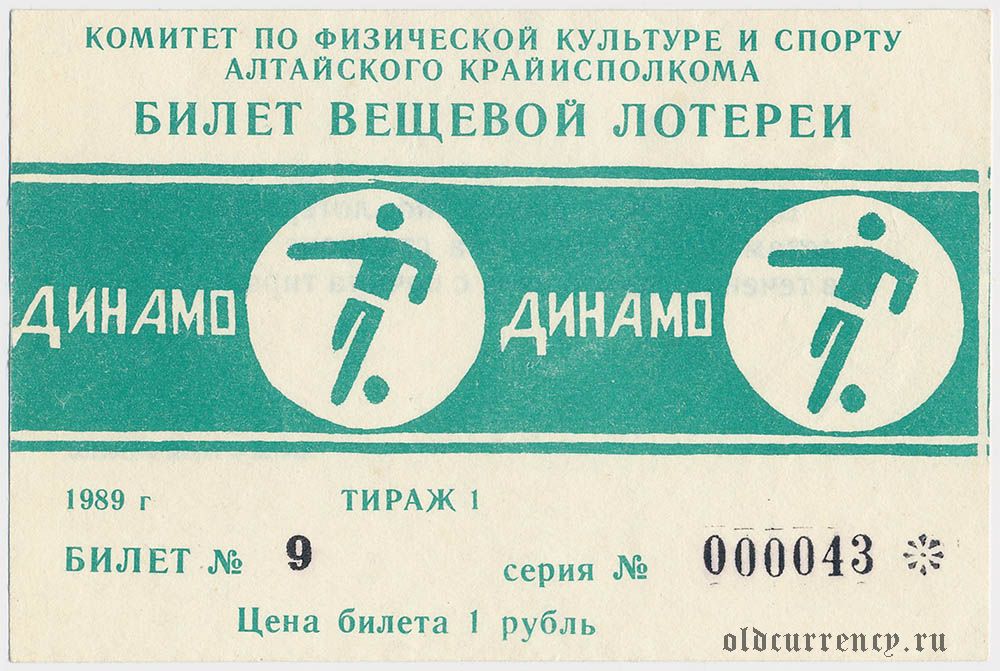 КОМИТЕТ ПО ФИЗИЧЕСКОЙ КУЛЬТУРЕ И СПОРТУ
АЛТАЙСКОГО КРАЙИСПОЛКОМА
БИЛЕТ ВЕЩЕВОЙ ЛОТЕРЕИ
ДИНАМО ДИНАМО
1989 г ТИРАЖ 1
БИЛЕТ № 9 серия № 000043
Цена билета 1 рубль
oldcurrency.ru